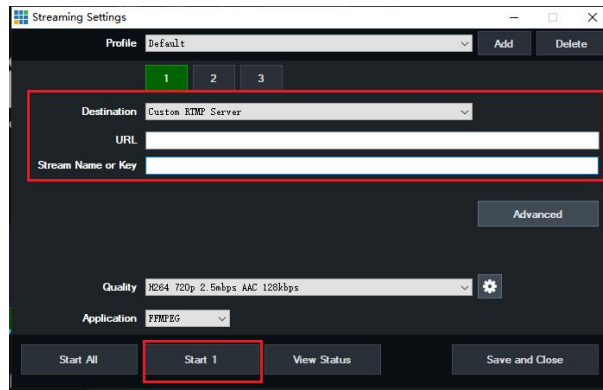 Streaming Settings
Profile Default Add Delete
1 2 3
Destination Custom RTMP Server
URL
Stream Name or Key
Advanced
Quality H264 720p 2.5mbps AAC 128kbps
Application FFMPEG
Start All Start 1 View Status Save and Close